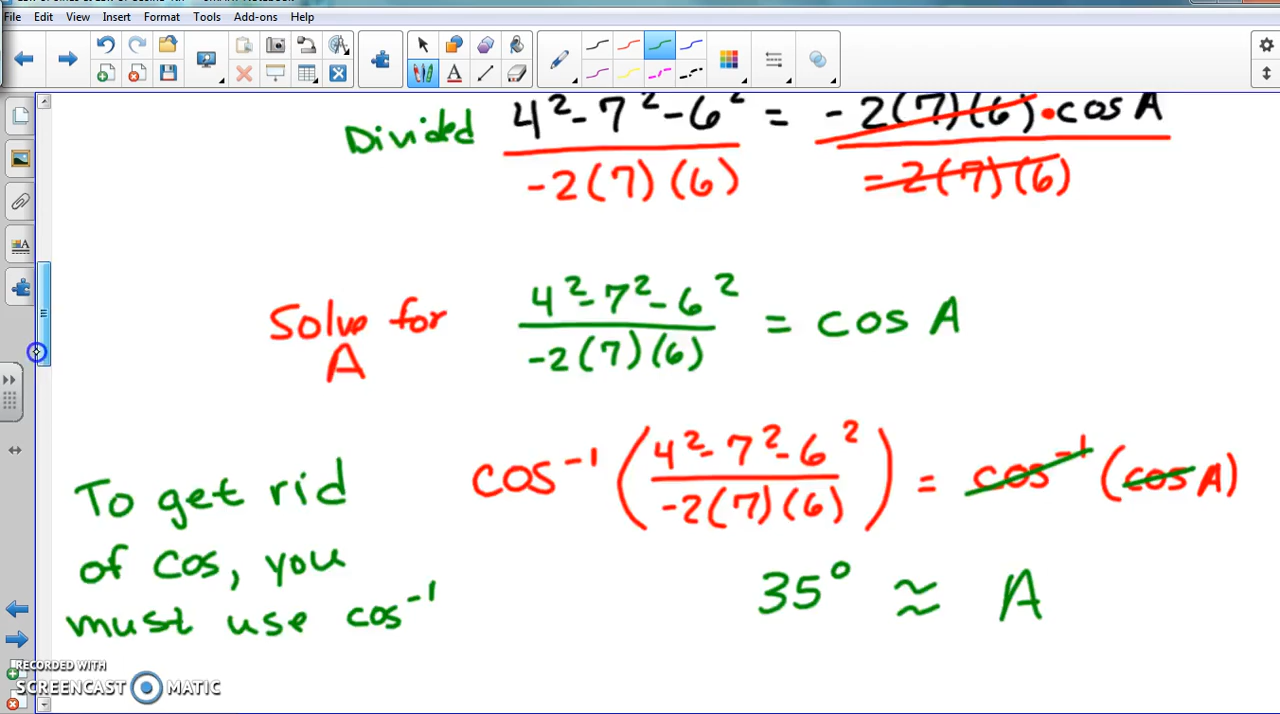 File Edit View Insert Format Tools Add-ons Help
Divided 4²-7²-6² / -2(7)(6) = -2(7)(6)•cosA / -2(7)(6)
Solve for A 4²-7²-6² / -2(7)(6) = cos A
cos⁻¹(4²-7²-6² / -2(7)(6)) = cos⁻¹(cosA)
To get rid
of cos, you
must use cos⁻¹
35° ≈ A
RECORDED WITH
SCREENCAST MATIC